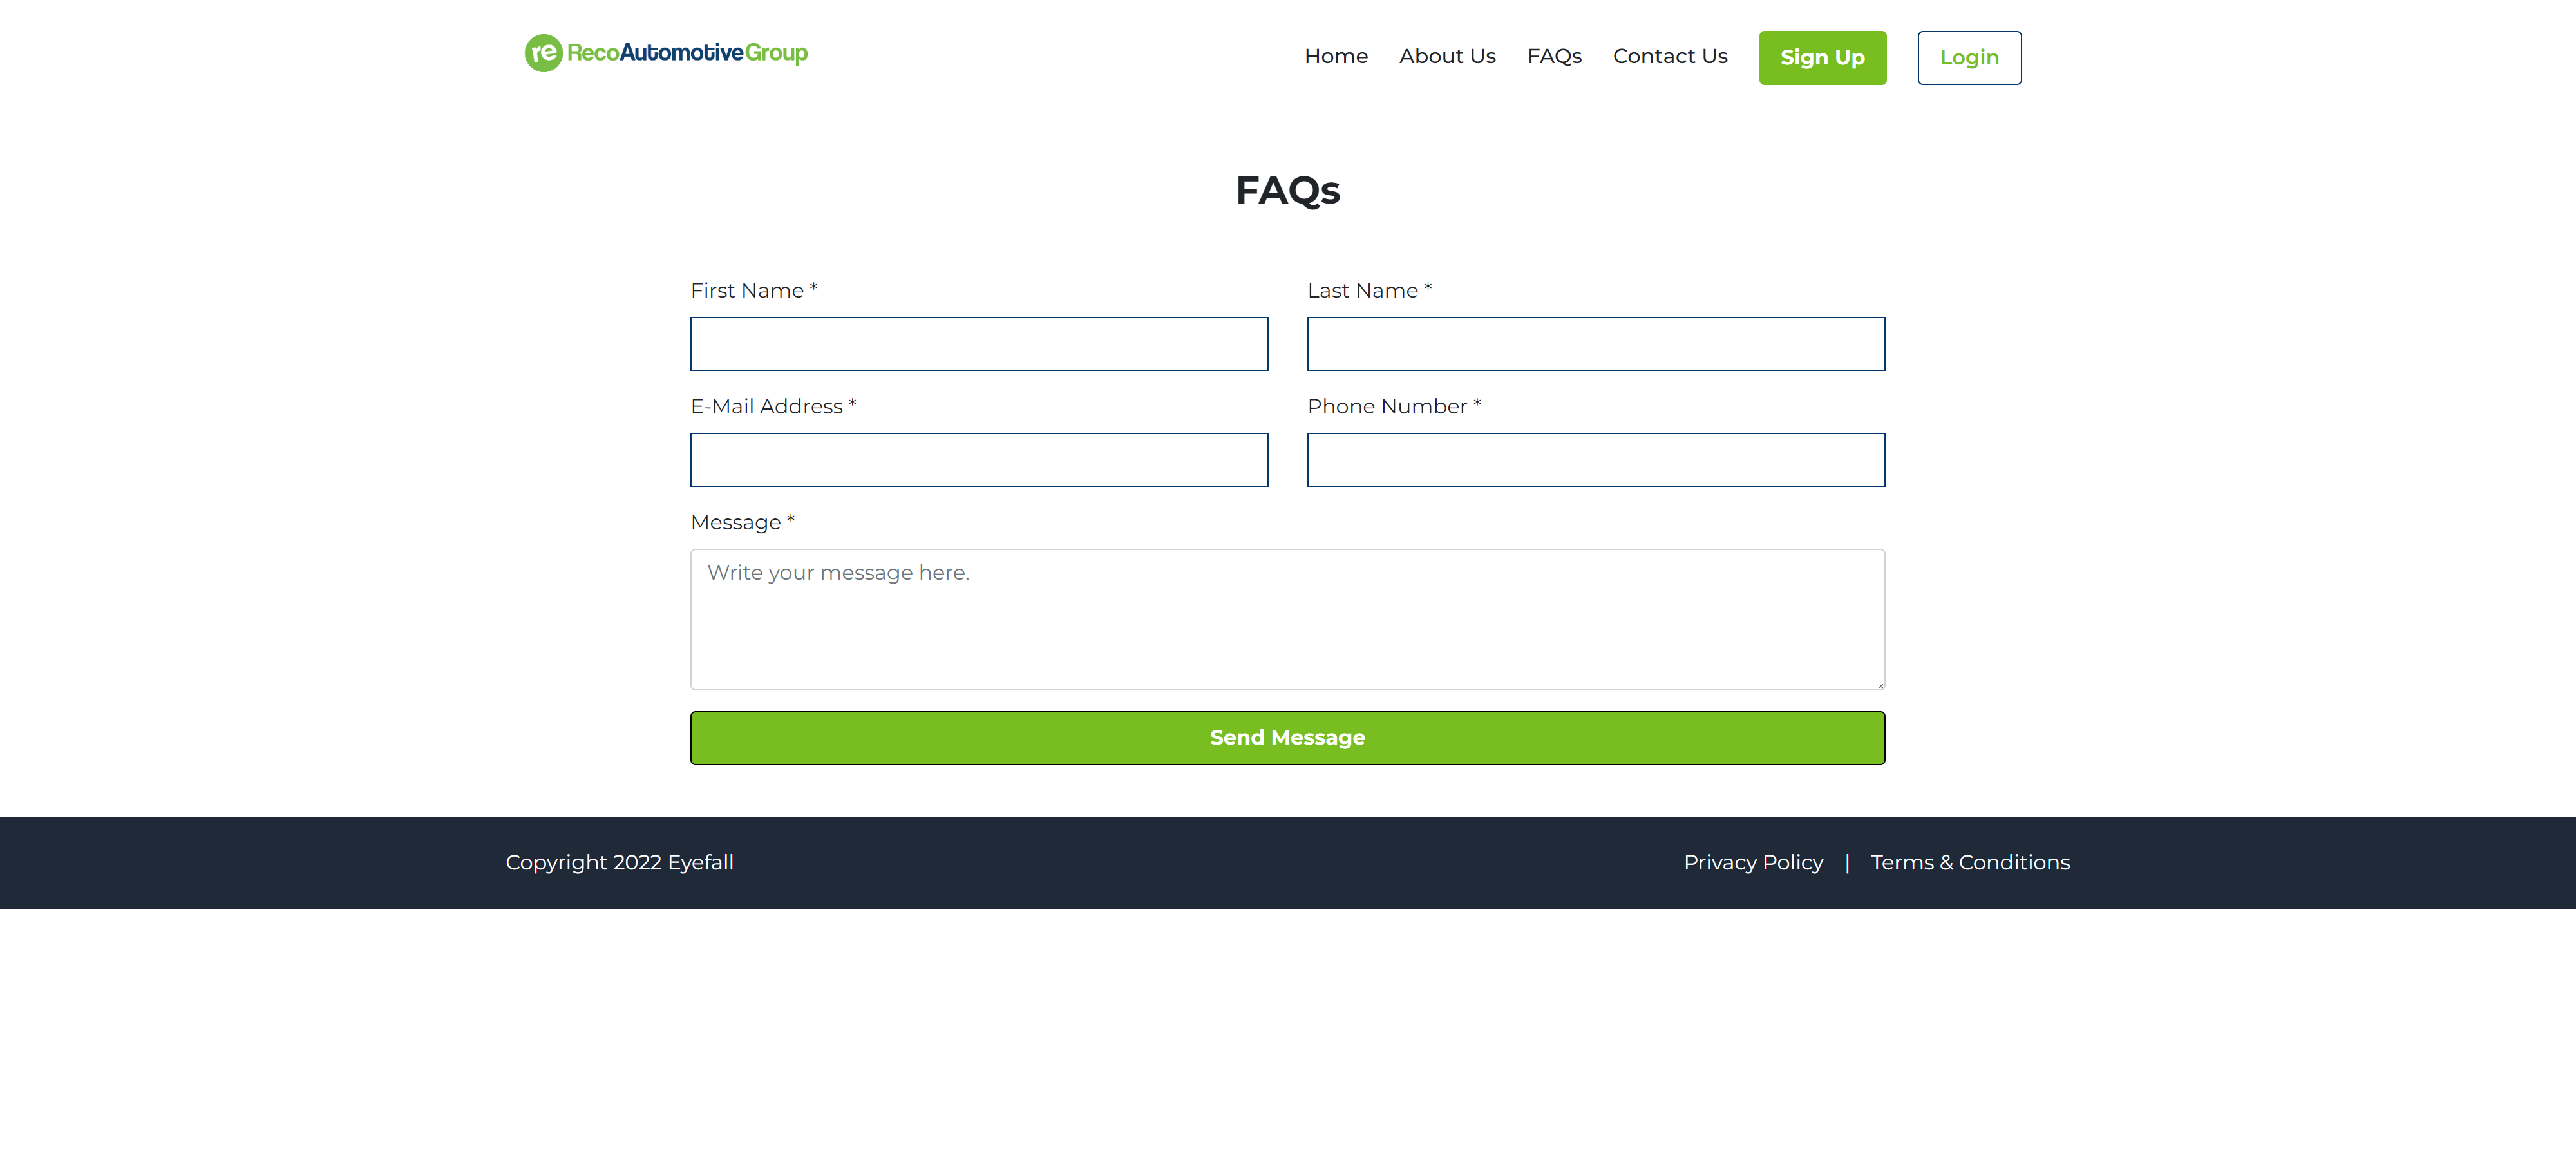 re RecoAutomotiveGroup
Home About Us FAQs Contact Us Sign Up Login
FAQs
First Name * Last Name *
E-Mail Address * Phone Number *
Message *
Write your message here.
Send Message
Copyright 2022 Eyefall Privacy Policy | Terms & Conditions